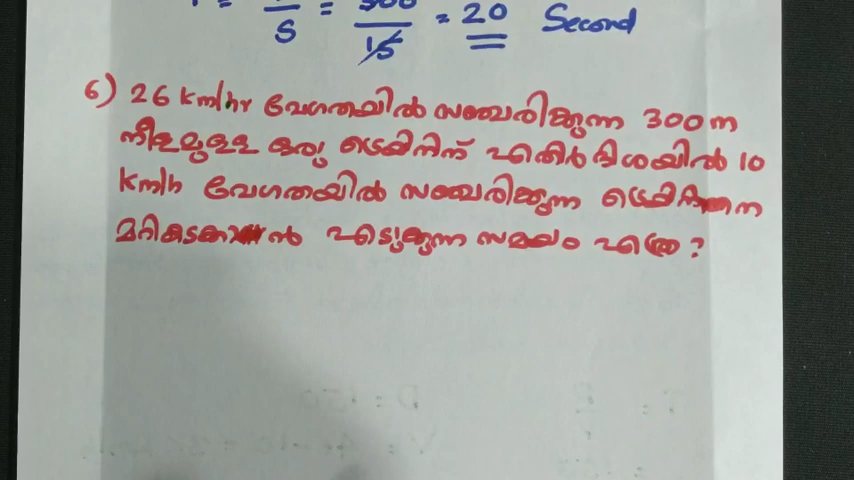 S = 300/15 = 20 Second
6) 26 km/hr വേഗതയിൽ സഞ്ചരിക്കുന്ന 300 m
നീളമുള്ള ഒരു ട്രെയിനിന് എതിർ ദിശയിൽ 10
km/h വേഗതയിൽ സഞ്ചരിക്കുന്ന ട്രെയിനിനെ
മറികടക്കാൻ എടുക്കുന്ന സമയം എത്ര?